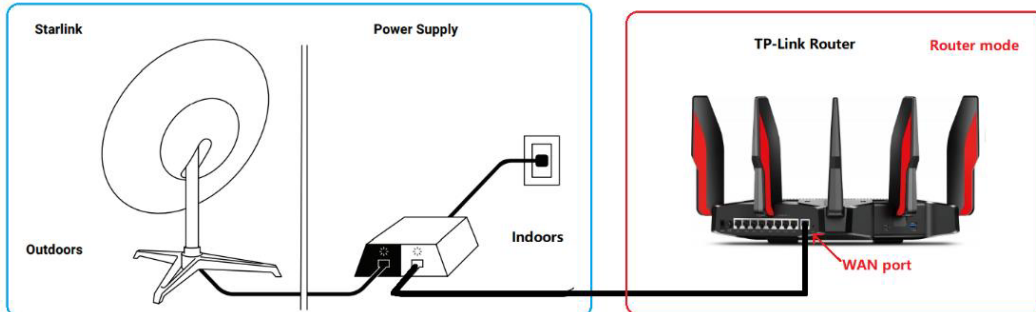 Starlink
Power Supply
TP-Link Router
Router mode
Outdoors
Indoors
WAN port